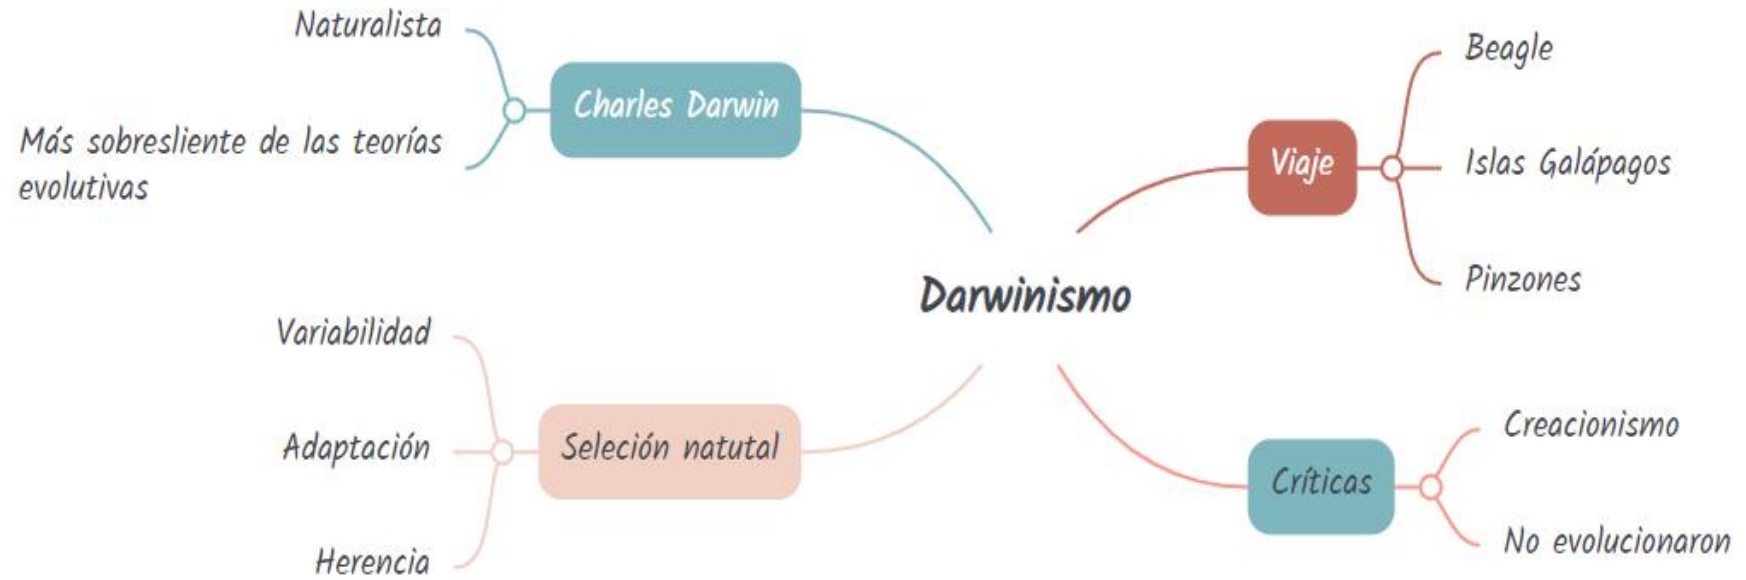 Naturalista
Charles Darwin
Más sobresliente de las teorías
evolutivas
Viaje
Beagle
Islas Galápagos
Pinzones
Darwinismo
Variabilidad
Adaptación
Herencia
Seleción natutal
Críticas
Creacionismo
No evolucionaron